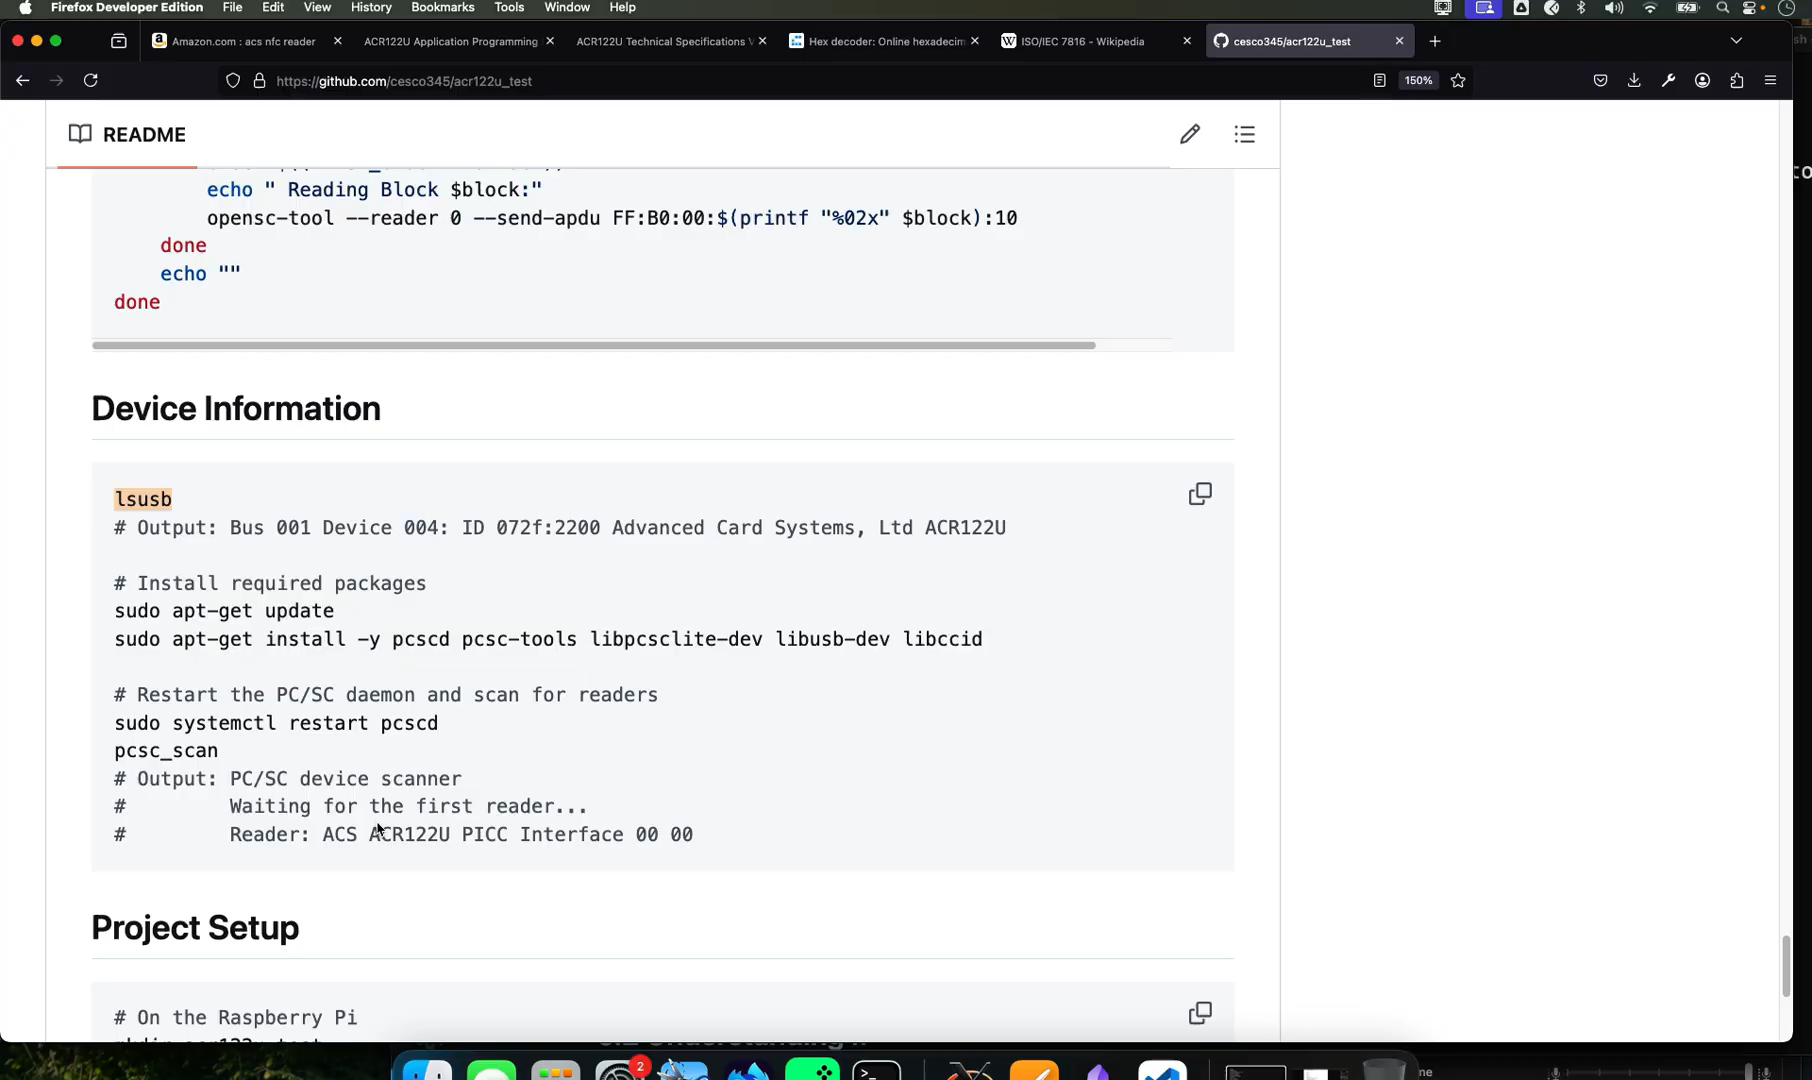 Firefox Developer Edition File Edit View History Bookmarks Tools Window Help
Amazon.com : acs nfc reader
ACR122U Application Programming
ACR122U Technical Specifications V
Hex decoder: Online hexadecim
ISO/IEC 7816 - Wikipedia
cesco345/acr122u_test
https://github.com/cesco345/acr122u_test
150%
README
echo " Reading Block $block:"
opensc-tool --reader 0 --send-apdu FF:B0:00:$(printf "%02x" $block):10
done
echo ""
done
Device Information
lsusb
# Output: Bus 001 Device 004: ID 072f:2200 Advanced Card Systems, Ltd ACR122U
# Install required packages
sudo apt-get update
sudo apt-get install -y pcscd pcsc-tools libpcsclite-dev libusb-dev libccid
# Restart the PC/SC daemon and scan for readers
sudo systemctl restart pcscd
pcsc_scan
# Output: PC/SC device scanner
# Waiting for the first reader...
# Reader: ACS ACR122U PICC Interface 00 00
Project Setup
# On the Raspberry Pi
2